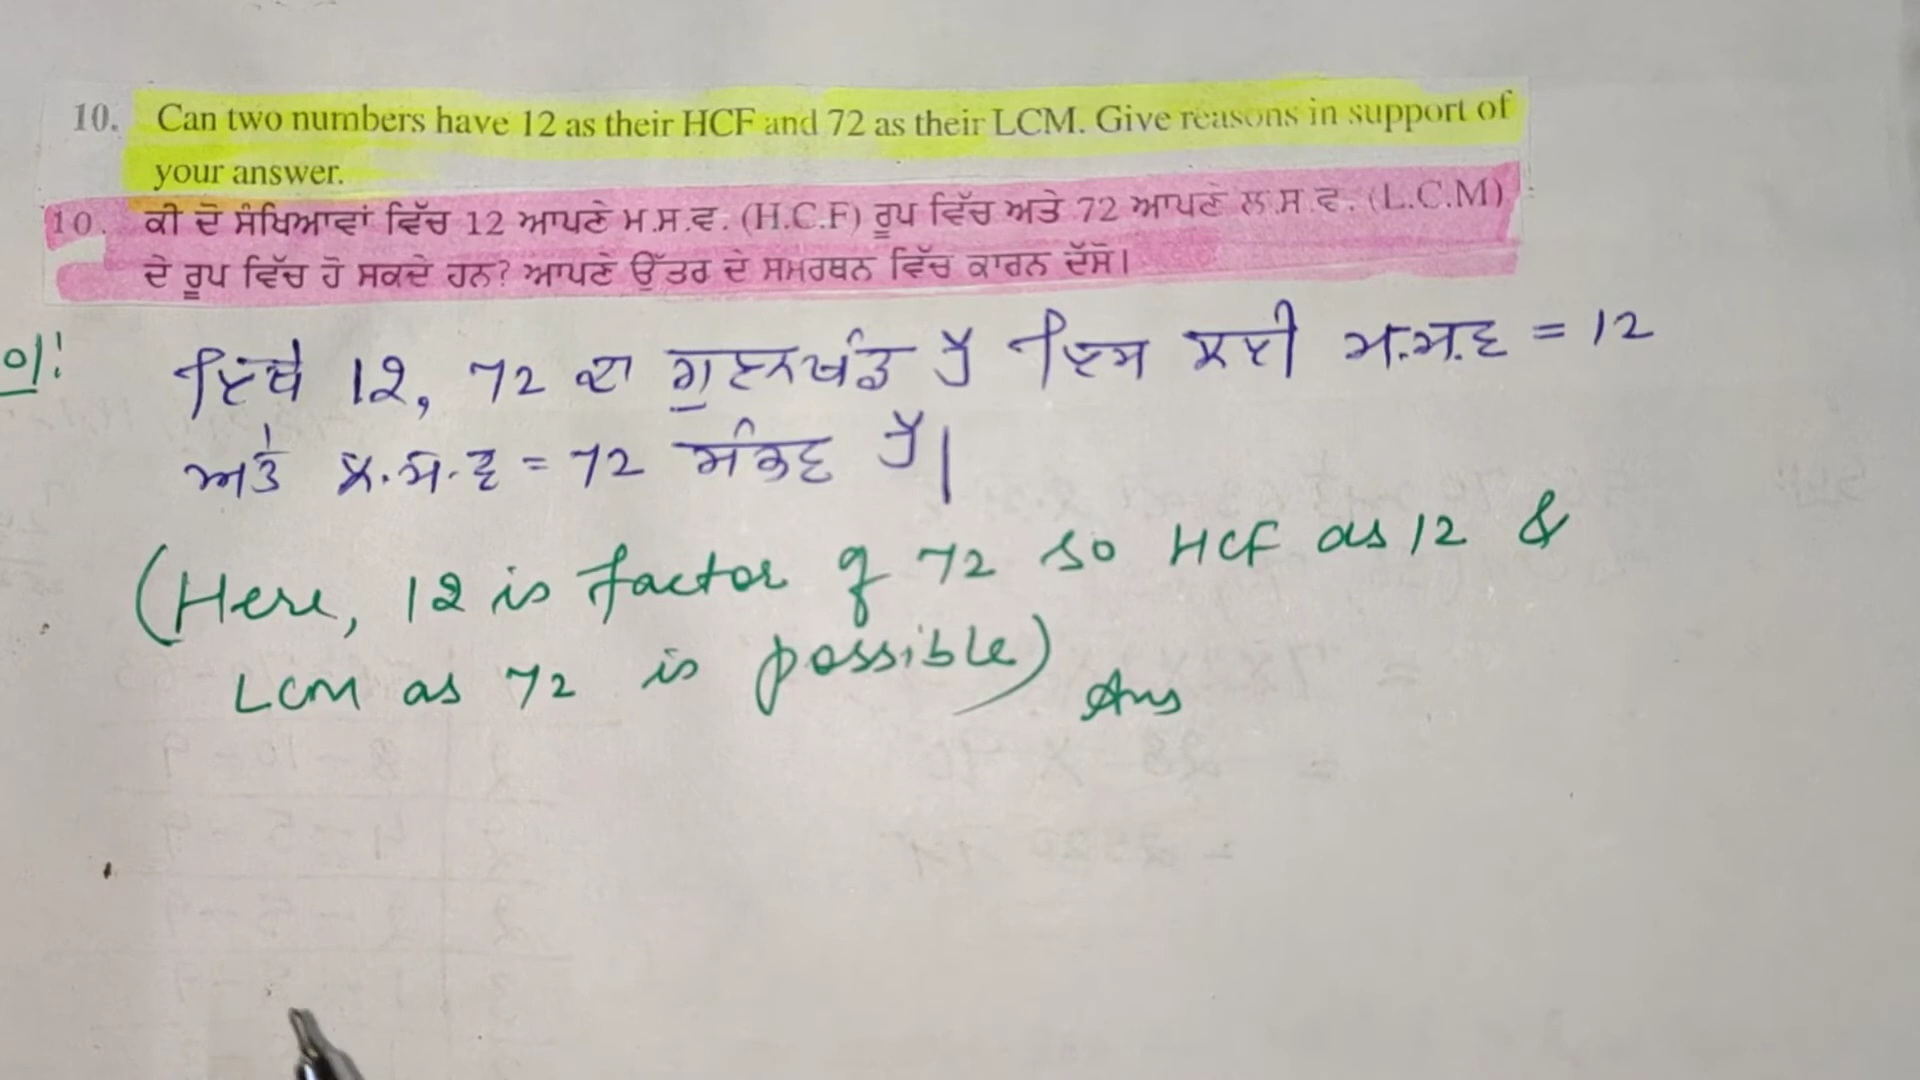 10. Can two numbers have 12 as their HCF and 72 as their LCM. Give reasons in support of
your answer.
10. ਕੀ ਦੋ ਸੰਖਿਆਵਾਂ ਵਿੱਚ 12 ਆਪਣੇ ਮ.ਸ.ਵ. (H.C.F) ਰੂਪ ਵਿੱਚ ਅਤੇ 72 ਆਪਣੇ ਲ.ਸ.ਵ. (L.C.M)
ਦੇ ਰੂਪ ਵਿੱਚ ਹੋ ਸਕਦੇ ਹਨ? ਆਪਣੇ ਉੱਤਰ ਦੇ ਸਮਰਥਨ ਵਿੱਚ ਕਾਰਨ ਦੱਸੋ।
ਇੱਥੇ 12, 72 ਦਾ ਗੁਣਨਖੰਡ ਹੈ ਇਸ ਲਈ ਮ.ਸ.ਵ = 12
ਅਤੇ ਲ.ਸ.ਵ = 72 ਸੰਭਵ ਹੈ|
(Here, 12 is factor of 72 so HCF as 12 &
LCM as 72 is possible) Ans